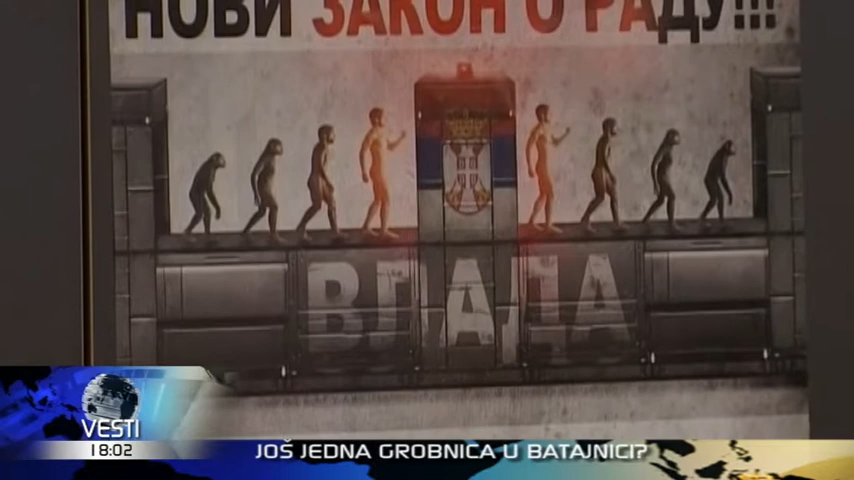 НОВИ ЗАКОН О РАДУ!!!
ВЛАДА
VESTI
18:02
JOŠ JEDNA GROBNICA U BATAJNICI?